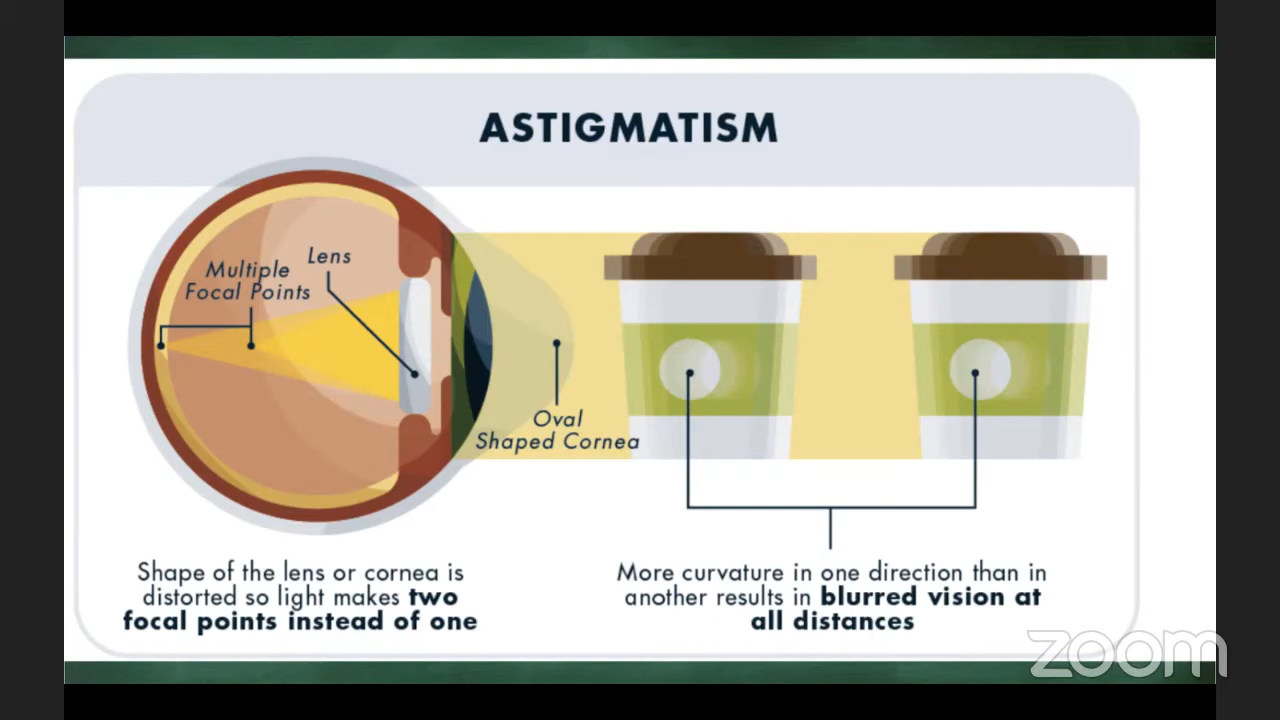 ASTIGMATISM
Lens
Multiple
Focal Points
Oval
Shaped Cornea
Shape of the lens or cornea is
distorted so light makes two
focal points instead of one
More curvature in one direction than in
another results in blurred vision at
all distances
zoom